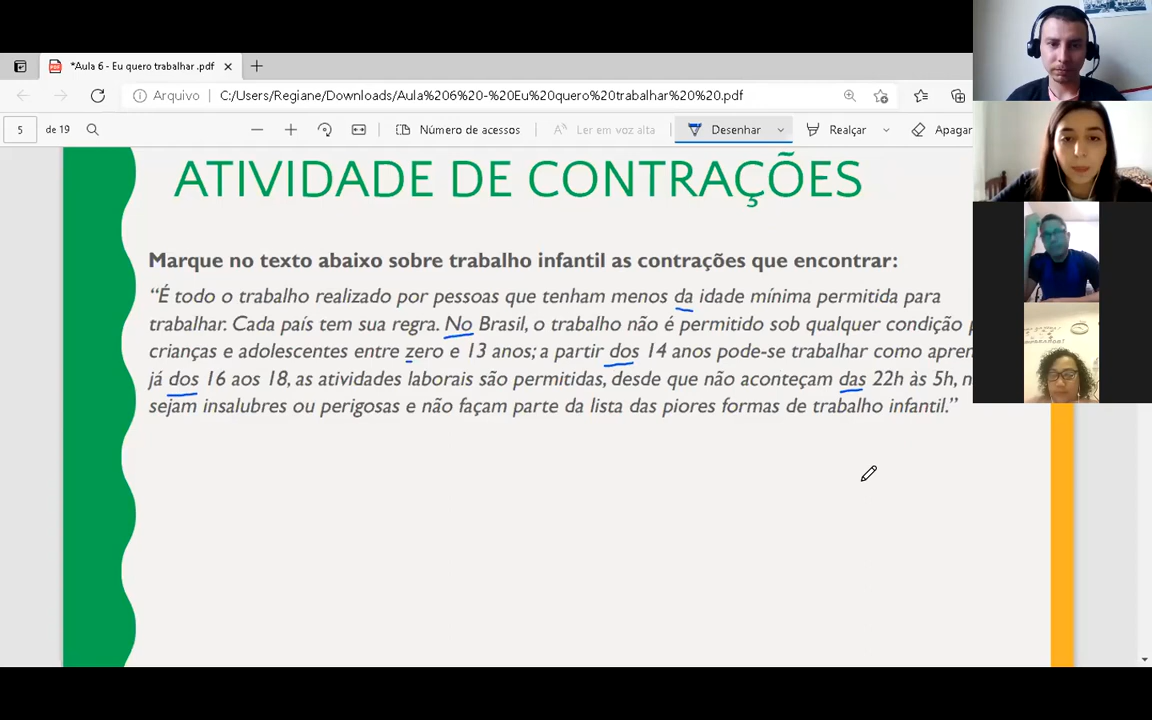 *Aula 6 - Eu quero trabalhar .pdf
Arquivo C:/Users/Regiane/Downloads/Aula%206%20-%20Eu%20quero%20trabalhar%20%20.pdf
5 de 19 Número de acessos Ler em voz alta Desenhar Realçar Apagar
ATIVIDADE DE CONTRAÇÕES
Marque no texto abaixo sobre trabalho infantil as contrações que encontrar:
“É todo o trabalho realizado por pessoas que tenham menos da idade mínima permitida para
trabalhar. Cada país tem sua regra. No Brasil, o trabalho não é permitido sob qualquer condição
crianças e adolescentes entre zero e 13 anos; a partir dos 14 anos pode-se trabalhar como
já dos 16 aos 18, as atividades laborais são permitidas, desde que não aconteçam das 22h às 5h,
sejam insalubres ou perigosas e não façam parte da lista das piores formas de trabalho infantil.”